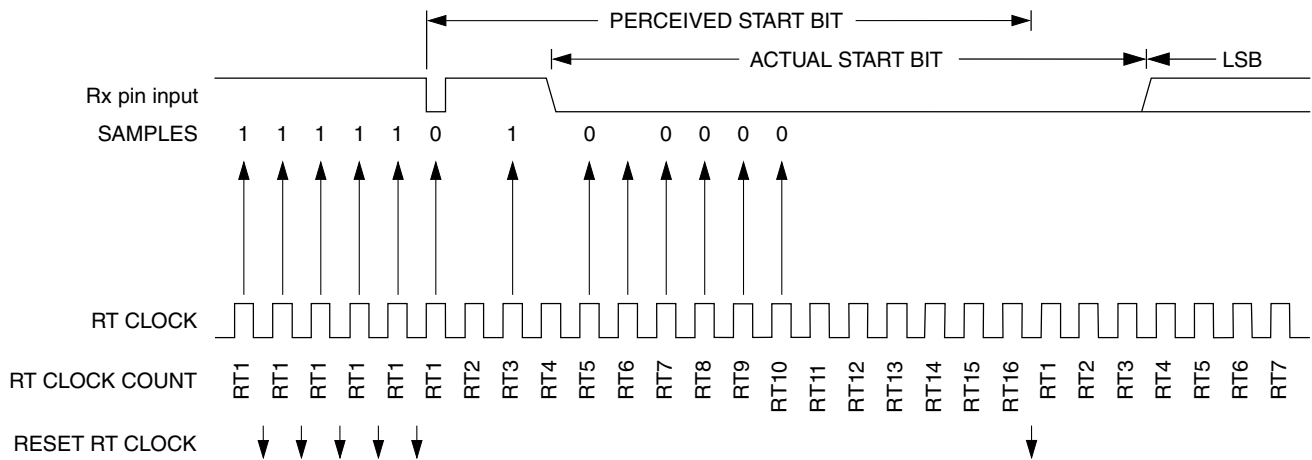 PERCEIVED START BIT
ACTUAL START BIT LSB
Rx pin input
SAMPLES 1 1 1 1 1 0 1 0 0 0 0 0
RT CLOCK
RT CLOCK COUNT RT1 RT1 RT1 RT1 RT1 RT1 RT2 RT3 RT4 RT5 RT6 RT7 RT8 RT9 RT10 RT11 RT12 RT13 RT14 RT15 RT16 RT1 RT2 RT3 RT4 RT5 RT6 RT7
RESET RT CLOCK